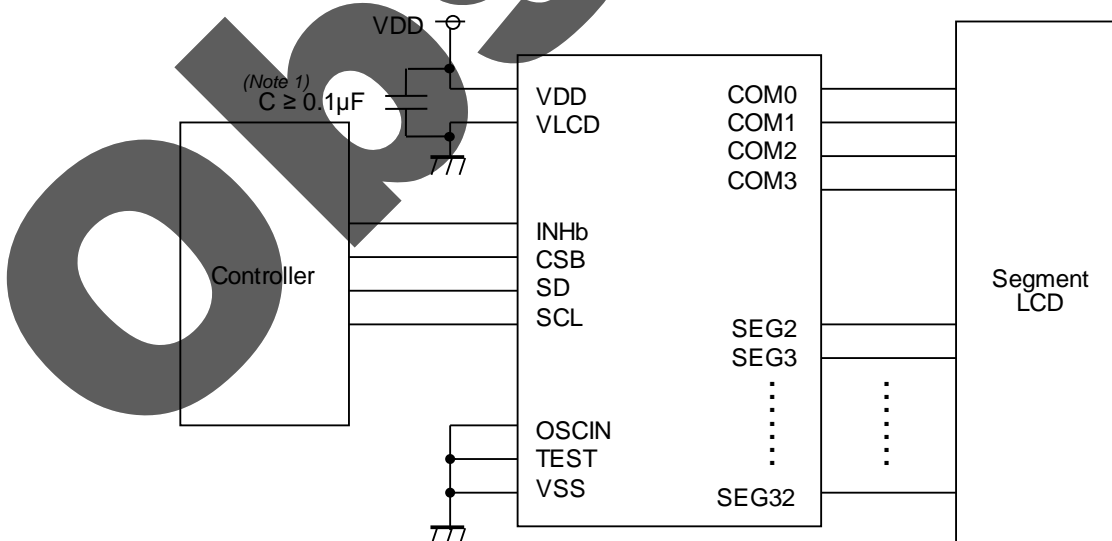 VDD
(Note 1)
C ≥ 0.1µF
VDD
VLCD
INHb
CSB
SD
SCL
OSCIN
TEST
VSS
COM0
COM1
COM2
COM3
SEG2
SEG3
SEG32
Controller
Segment
LCD